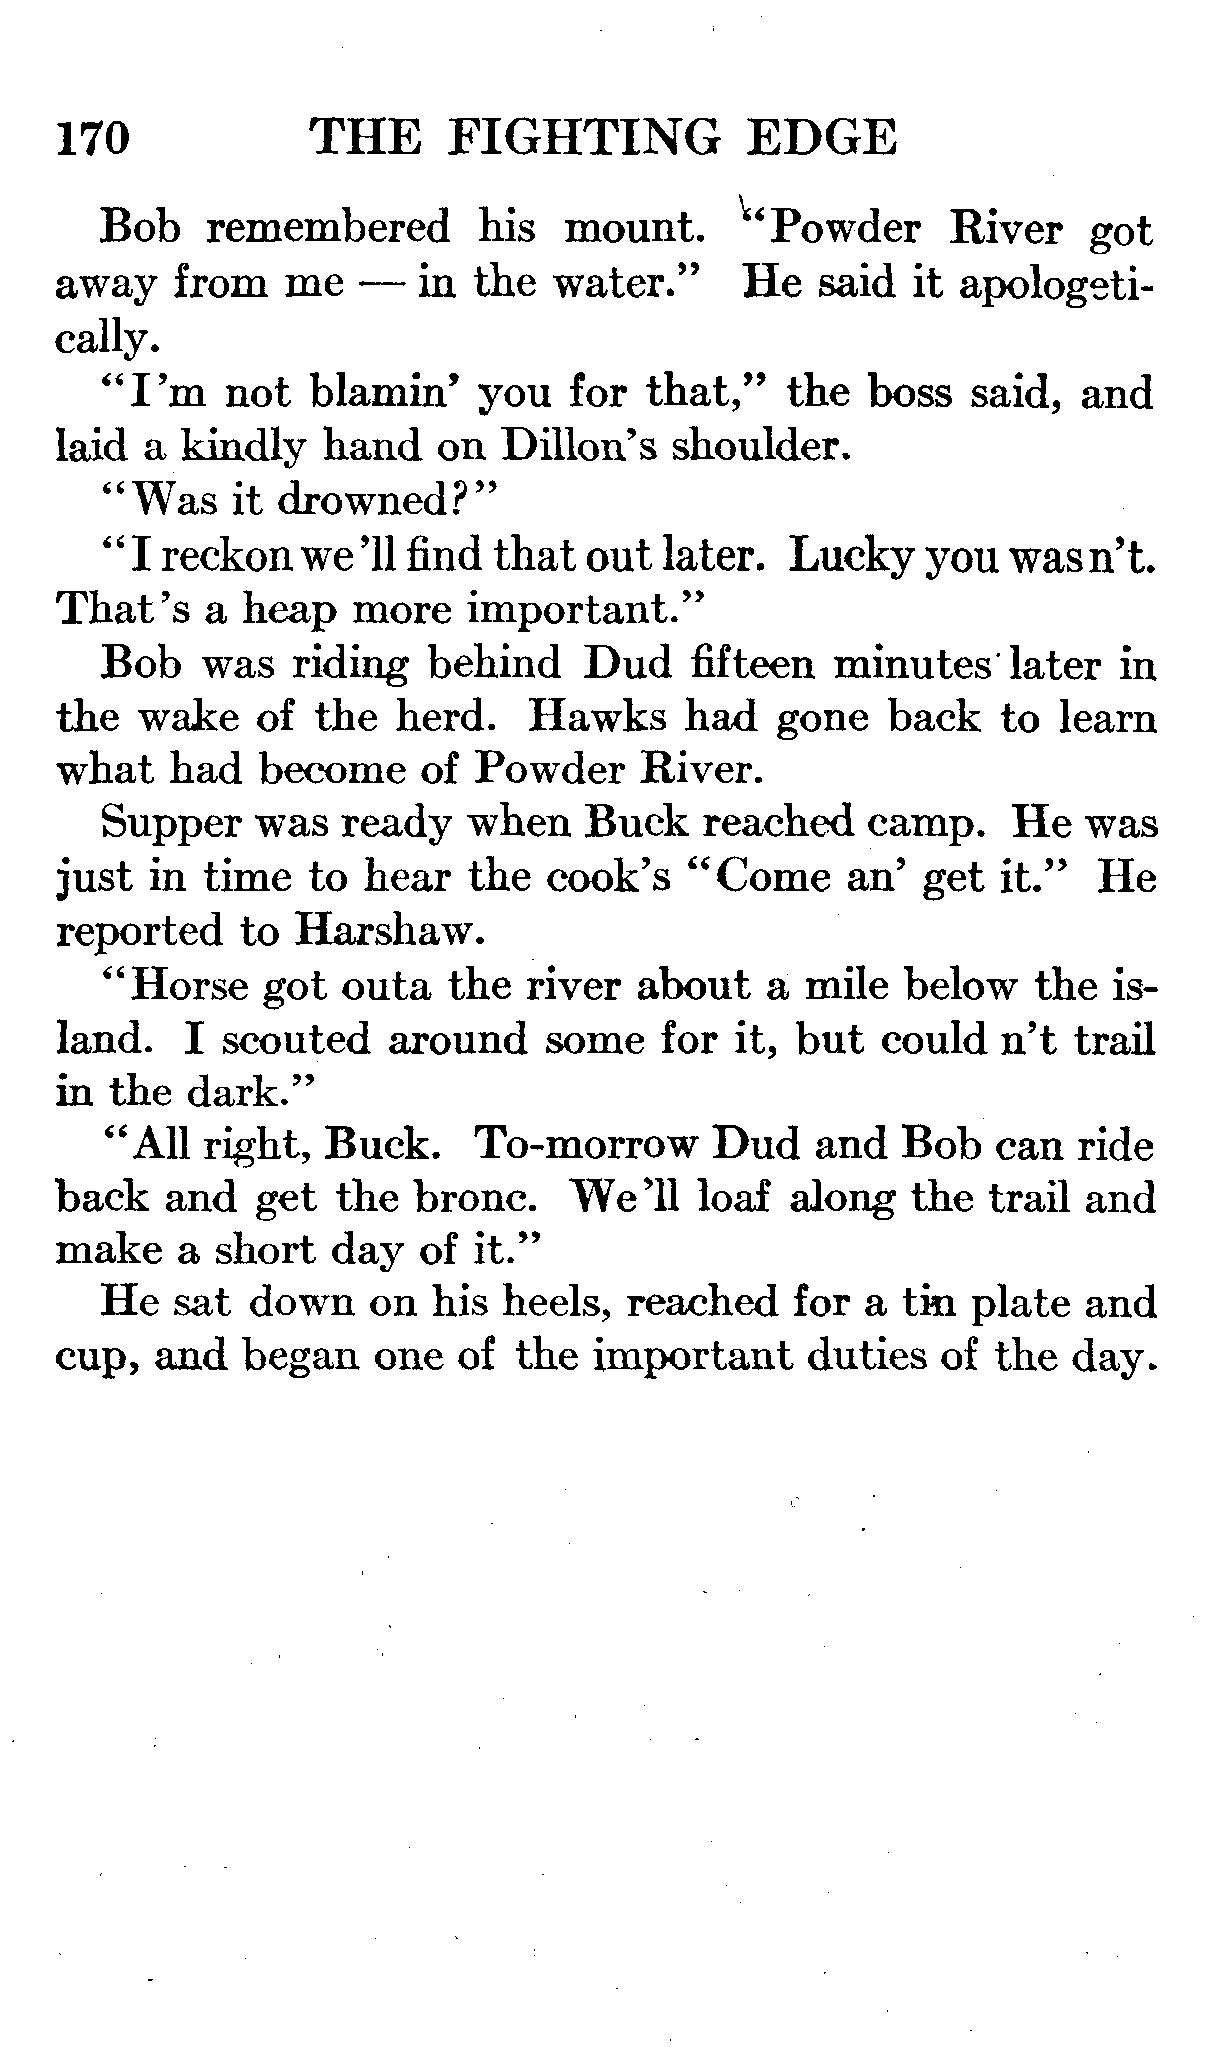 170 THE FIGHTING EDGE
Bob remembered his mount. “Powder River got
away from me — in the water.” He said it apologeti-
cally.
“I'm not blamin' you for that,” the boss said, and
laid a kindly hand on Dillon's shoulder.
“Was it drowned?”
“I reckon we'll find that out later. Lucky you wasn't.
That's a heap more important.”
Bob was riding behind Dud fifteen minutes later in
the wake of the herd. Hawks had gone back to learn
what had become of Powder River.
Supper was ready when Buck reached camp. He was
just in time to hear the cook's “Come an' get it.” He
reported to Harshaw.
“Horse got outa the river about a mile below the is-
land. I scouted around some for it, but could n't trail
in the dark.”
“All right, Buck. To-morrow Dud and Bob can ride
back and get the bronc. We'll loaf along the trail and
make a short day of it.”
He sat down on his heels, reached for a tin plate and
cup, and began one of the important duties of the day.